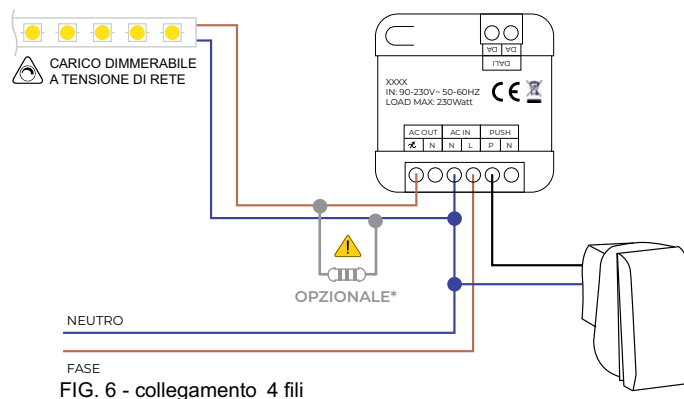 DA DA
DALI
CARICO DIMMERABILE
A TENSIONE DI RETE
XXXX
IN: 90-230V~ 50-60HZ
LOAD MAX: 230Watt
CE
AC OUT AC IN PUSH
N N L P N
OPZIONALE*
NEUTRO
FASE
FIG. 6 - collegamento 4 fili